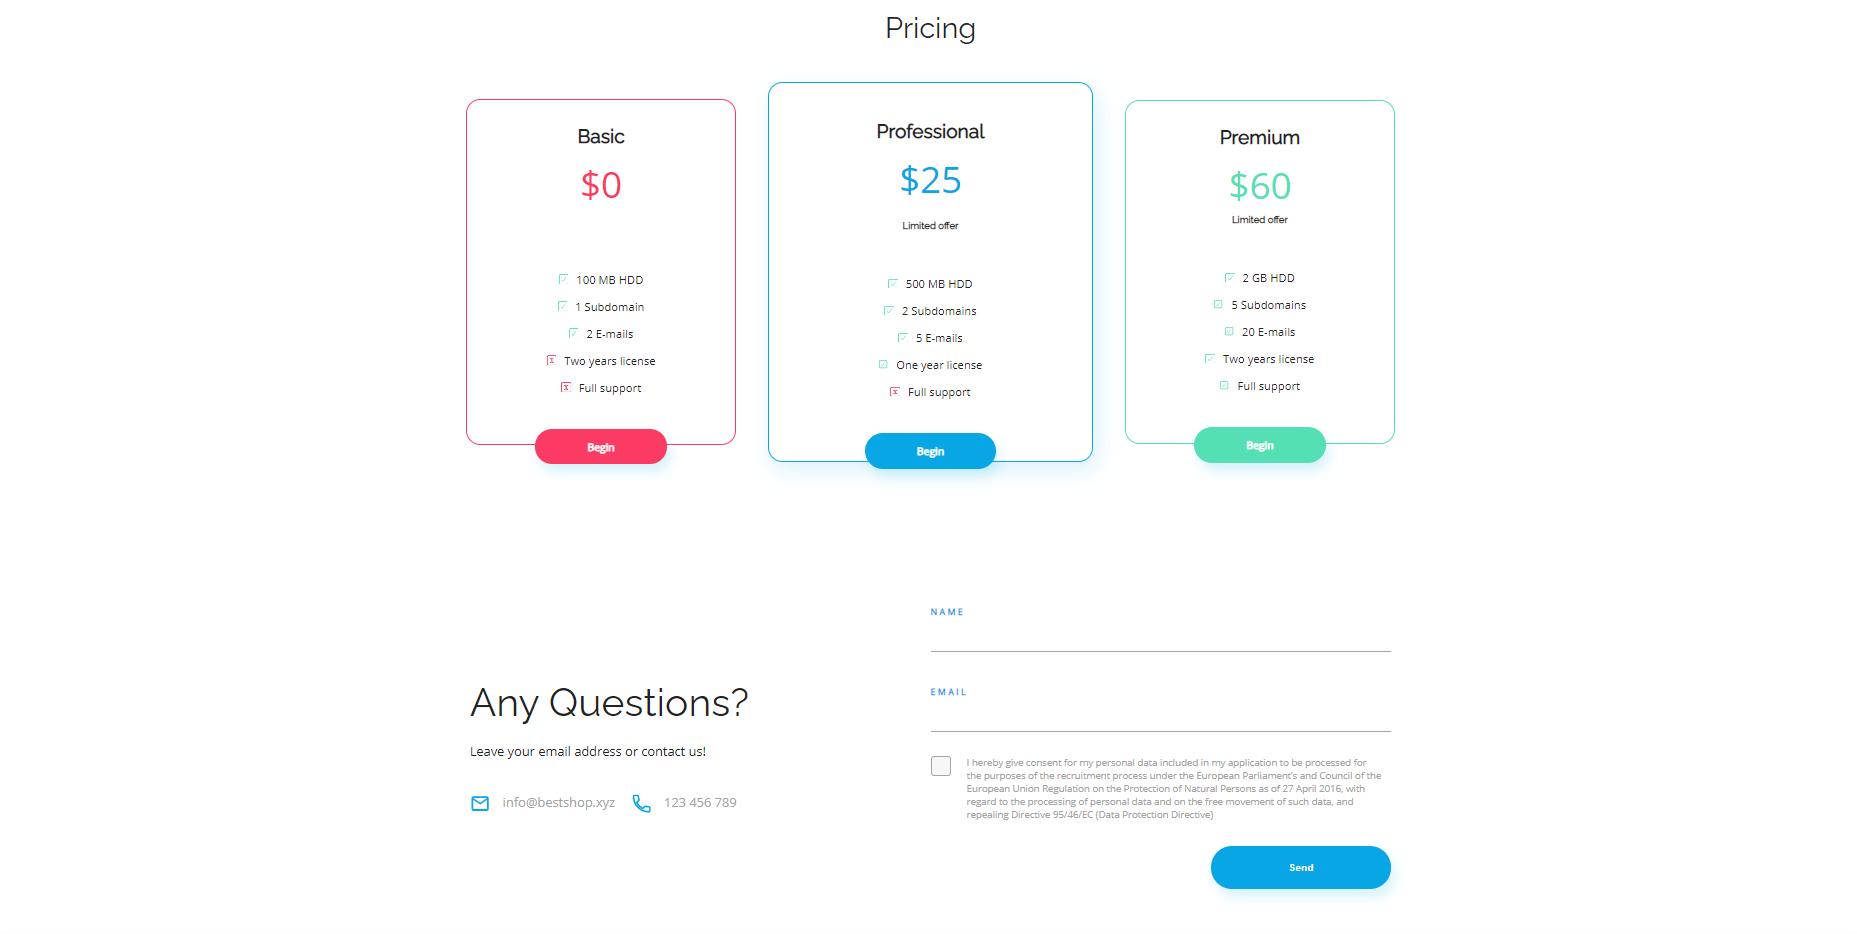 Pricing
Basic
$0
100 MB HDD
1 Subdomain
2 E-mails
Two years license
Full support
Begin
Professional
$25
Limited offer
500 MB HDD
2 Subdomains
5 E-mails
One year license
Full support
Begin
Premium
$60
Limited offer
2 GB HDD
5 Subdomains
20 E-mails
Two years license
Full support
Begin
Any Questions?
Leave your email address or contact us!
info@bestshop.xyz 123 456 789
NAME
EMAIL
I hereby give consent for my personal data included in my application to be processed for
the purposes of the recruitment process under the European Parliament's and Council of the
European Union Regulation on the Protection of Natural Persons as of 27 April 2016, with
regard to the processing of personal data and on the free movement of such data, and
repealing Directive 95/46/EC (Data Protection Directive)
Send